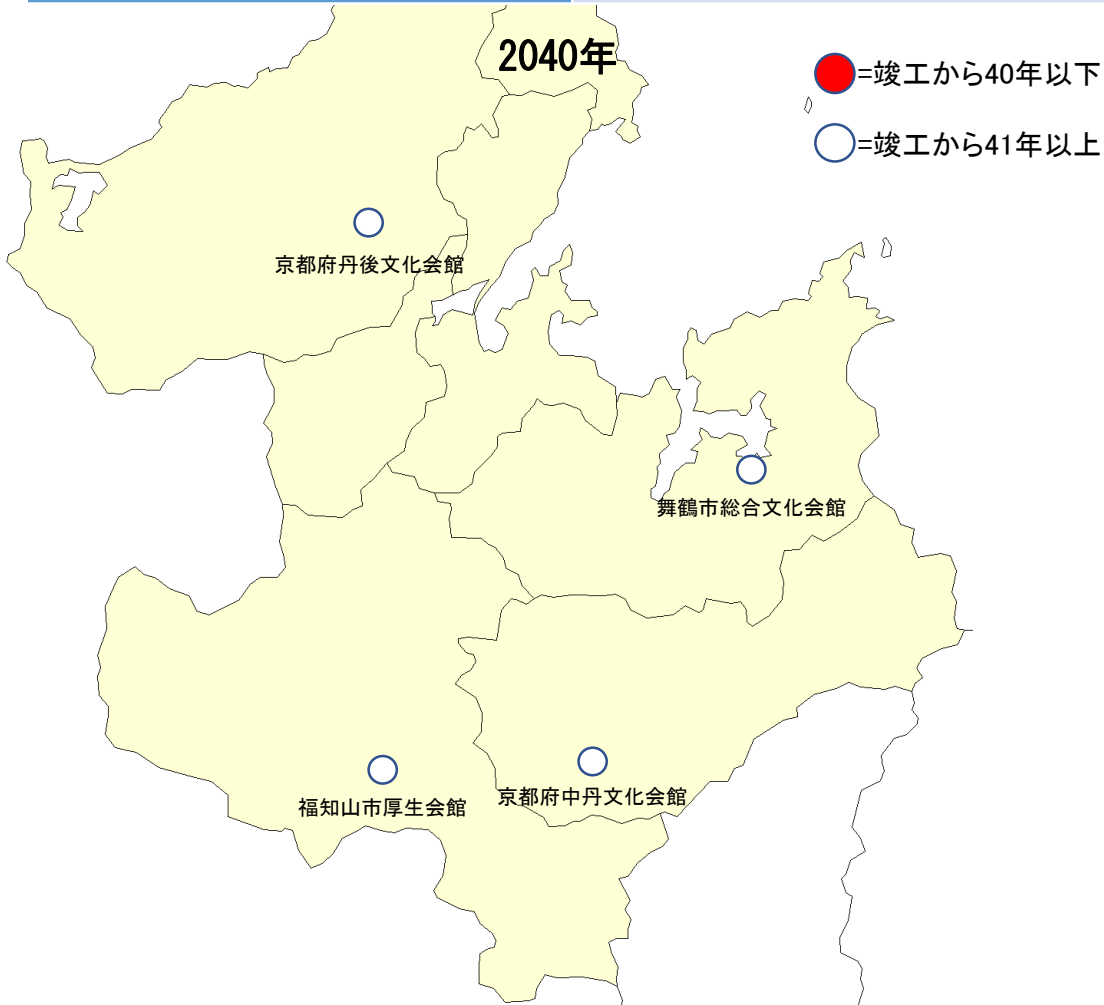 2040年
=竣工から40年以下
=竣工から41年以上
京都府丹後文化会館
舞鶴市総合文化会館
福知山市厚生会館
京都府中丹文化会館